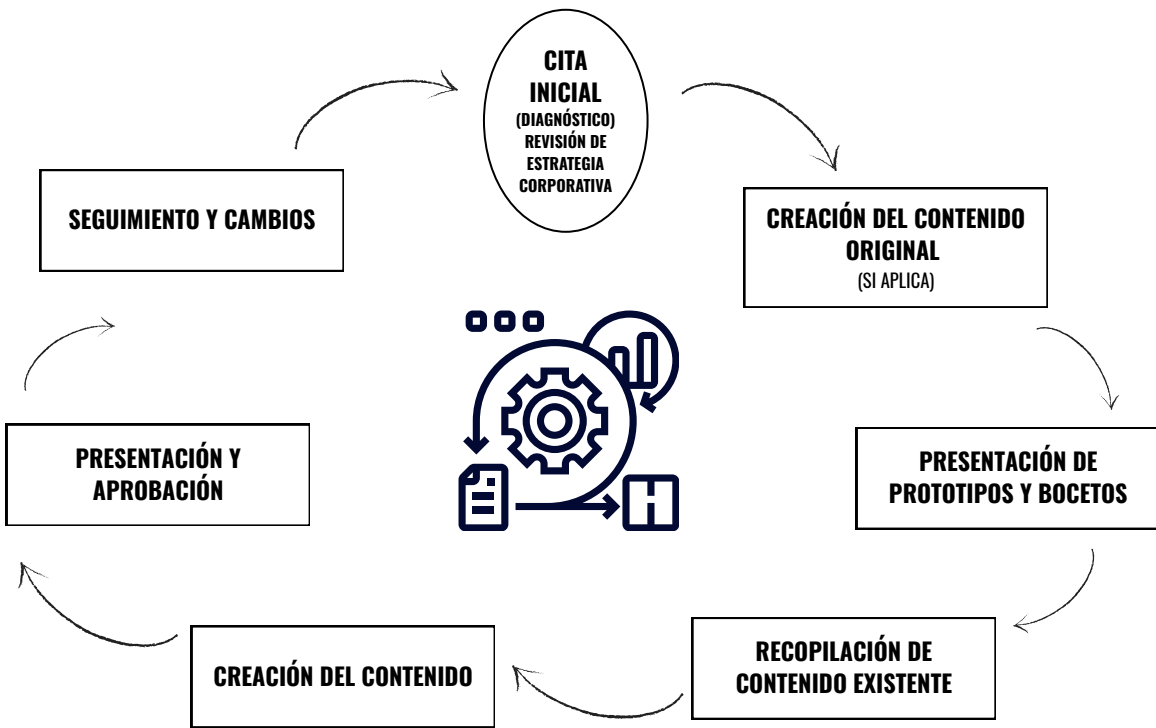 CITA
INICIAL
(DIAGNÓSTICO)
REVISIÓN DE
ESTRATEGIA
CORPORATIVA
CREACIÓN DEL CONTENIDO
ORIGINAL
(SI APLICA)
PRESENTACIÓN DE
PROTOTIPOS Y BOCETOS
RECOPILACIÓN DE
CONTENIDO EXISTENTE
CREACIÓN DEL CONTENIDO
PRESENTACIÓN Y
APROBACIÓN
SEGUIMIENTO Y CAMBIOS